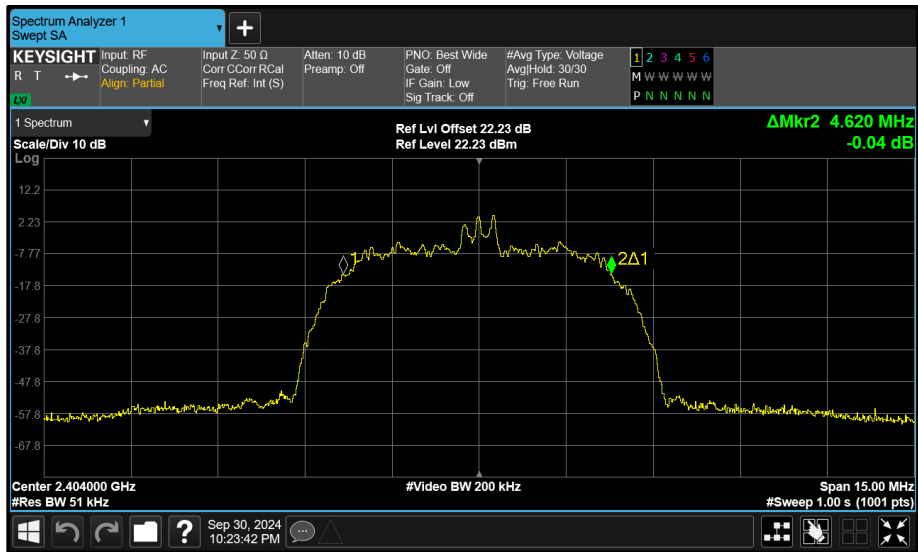 Spectrum Analyzer 1
Swept SA
+
KEYSIGHT
R T
LXI
Input: RF
Coupling: AC
Align: Partial
Input Z: 50 Ω
Corr CCorr RCal
Freq Ref: Int (S)
Atten: 10 dB
Preamp: Off
PNO: Best Wide
Gate: Off
IF Gain: Low
Sig Track: Off
#Avg Type: Voltage
Avg|Hold: 30/30
Trig: Free Run
1 2 3 4 5 6
M W W W W W
P N N N N N
1 Spectrum
Scale/Div 10 dB
Log
Ref Lvl Offset 22.23 dB
Ref Level 22.23 dBm
ΔMkr2 4.620 MHz
-0.04 dB
12.2
2.23
-7.77
-17.8
-27.8
-37.8
-47.8
-57.8
-67.8
1
2Δ1
Center 2.404000 GHz
#Video BW 200 kHz
Span 15.00 MHz
#Res BW 51 kHz
#Sweep 1.00 s (1001 pts)
?
Sep 30, 2024
10:23:42 PM